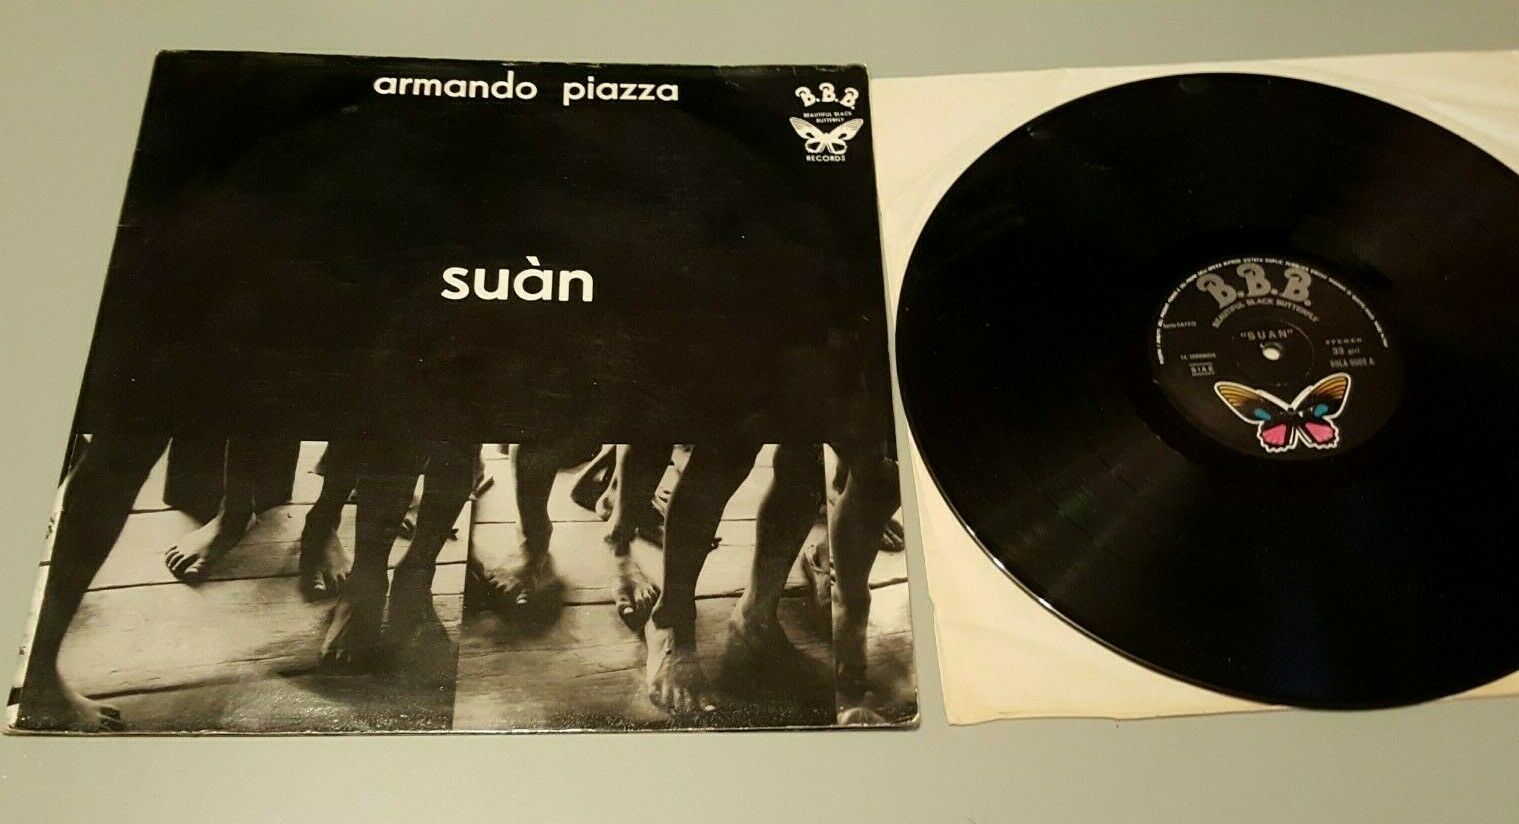 armando piazza
B.B.B.
BEAUTIFUL BLACK
BUTTERFLY
RECORDS
suàn
B.B.B.
BEAUTIFUL BLACK BUTTERFLY
"SUAN"
STEREO
33 giri
SIAE